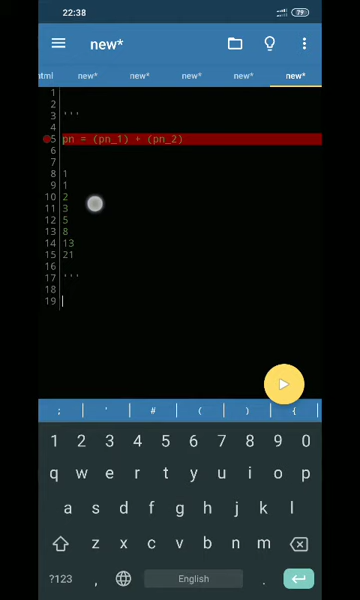 22:38
79
new*
html
new*
new*
new*
new*
new*
1
2
3 '''
4
5 pn = (pn_1) + (pn_2)
6
7
8 1
9 1
10 2
11 3
12 5
13 8
14 13
15 21
16
17 '''
18
19
; ' # ( ) {
1 2 3 4 5 6 7 8 9 0
q w e r t y u i o p
a s d f g h j k l
z x c v b n m
?123 , English .